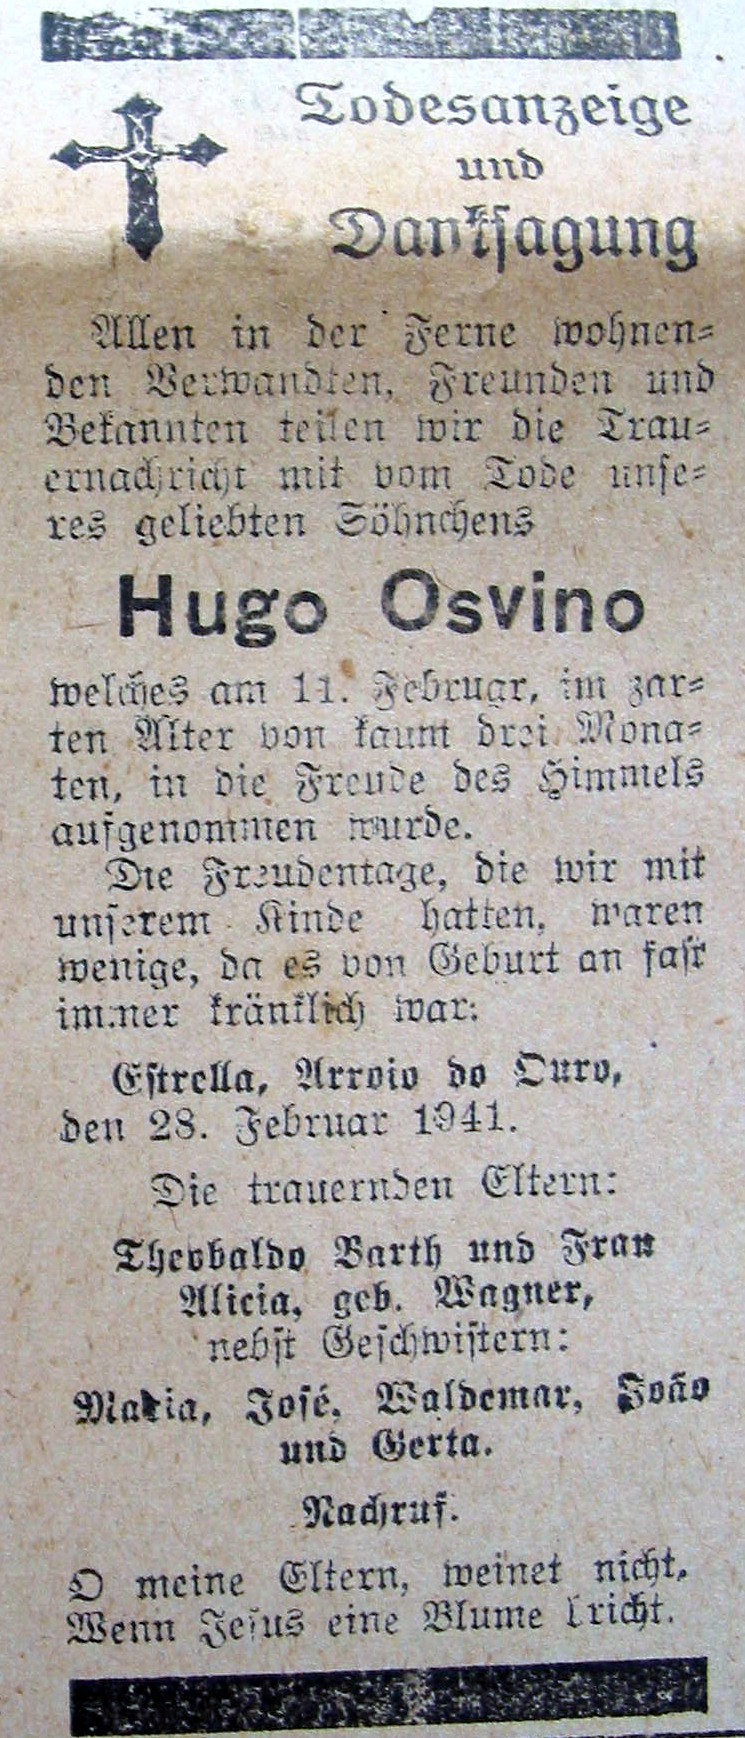 Todesanzeige
und
Danksagung
Allen in der Ferne wohnen=
den Verwandten, Freunden und
Bekannten teilen wir die Trau=
ernachricht mit vom Tode unse=
res geliebten Söhnchens
Hugo Osvino
welches am 11. Februar, im zar=
ten Alter von kaum drei Mona=
ten, in die Freude des Himmels
aufgenommen wurde.
Die Freudentage, die wir mit
unserem Kinde hatten, waren
wenige, da es von Geburt an fast
immer kränklich war:
Estrella, Arroio do Ouro,
den 28. Februar 1941.
Die trauernden Eltern:
Theobaldo Barth und Frau
Alicia, geb. Wagner,
nebst Geschwistern:
Maria, José, Waldemar, João
und Gerta.
Nachruf.
O meine Eltern, weinet nicht,
Wenn Jesus eine Blume bricht.